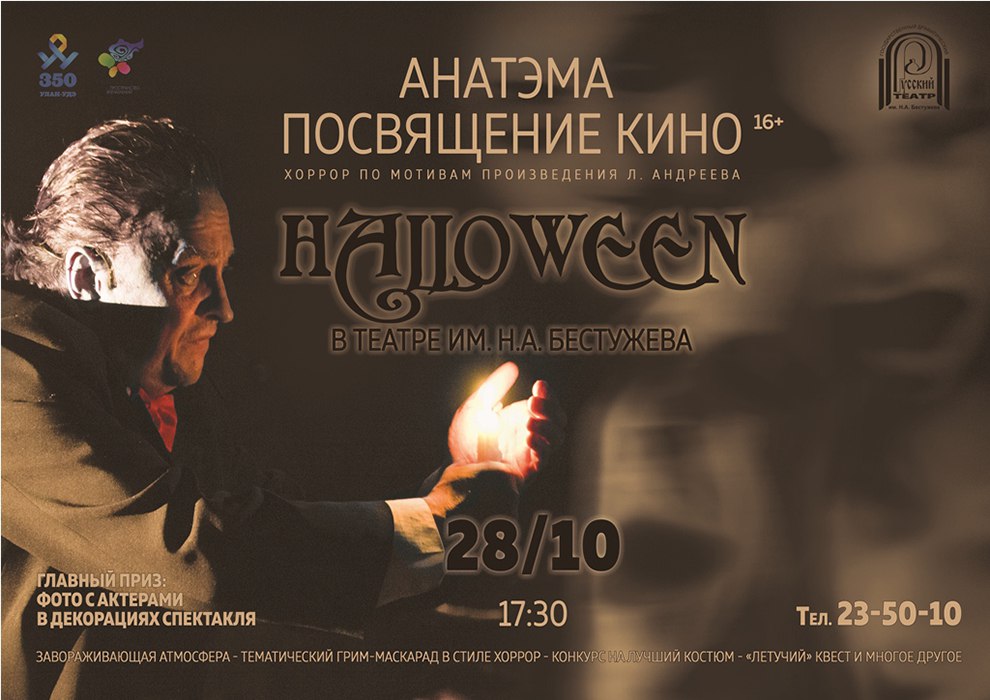 350
УЛАН-УДЭ
ГОСУДАРСТВЕННЫЙ ДРАМАТИЧЕСКИЙ
РУССКИЙ
ТЕАТР
им. Н.А. Бестужева
АНАТЭМА
ПОСВЯЩЕНИЕ КИНО 16+
ХОРРОР ПО МОТИВАМ ПРОИЗВЕДЕНИЯ Л. АНДРЕЕВА
HALLOWEEN
В ТЕАТРЕ ИМ. Н.А. БЕСТУЖЕВА
28/10
ГЛАВНЫЙ ПРИЗ:
ФОТО С АКТЕРАМИ
В ДЕКОРАЦИЯХ СПЕКТАКЛЯ
17:30
Тел. 23-50-10
ЗАВОРАЖИВАЮЩАЯ АТМОСФЕРА - ТЕМАТИЧЕСКИЙ ГРИМ-МАСКАРАД В СТИЛЕ ХОРРОР - КОНКУРС НА ЛУЧШИЙ КОСТЮМ - «ЛЕТУЧИЙ» КВЕСТ И МНОГОЕ ДРУГОЕ